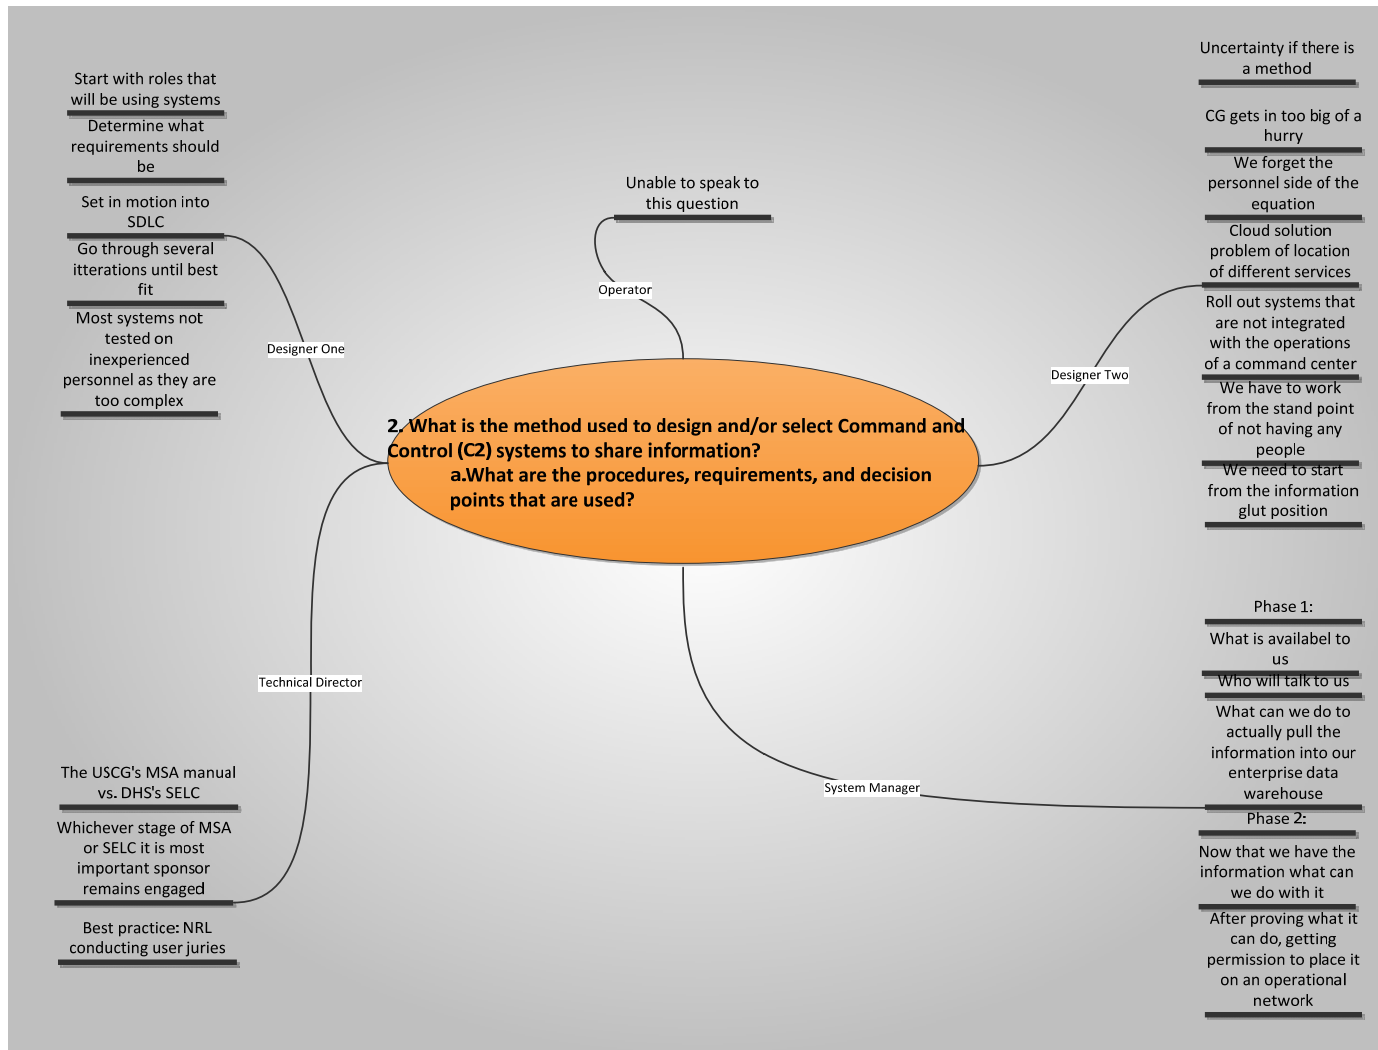 Start with roles that
will be using systems
Determine what
requirements should
be
Set in motion into
SDLC
Go through several
itterations until best
fit
Most systems not
tested on
inexperienced
personnel as they are
too complex
Designer One
Unable to speak to
this question
Operator
Uncertainty if there is
a method
CG gets in too big of a
hurry
We forget the
personnel side of the
equation
Cloud solution
problem of location
of different services
Roll out systems that
are not integrated
with the operations
of a command center
We have to work
from the stand point
of not having any
people
We need to start
from the information
glut position
Designer Two
2. What is the method used to design and/or select Command and
Control (C2) systems to share information?
a.What are the procedures, requirements, and decision
points that are used?
Technical Director
The USCG's MSA manual
vs. DHS's SELC
Whichever stage of MSA
or SELC it is most
important sponsor
remains engaged
Best practice: NRL
conducting user juries
System Manager
Phase 1:
What is availabel to
us
Who will talk to us
What can we do to
actually pull the
information into our
enterprise data
warehouse
Phase 2:
Now that we have the
information what can
we do with it
After proving what it
can do, getting
permission to place it
on an operational
network